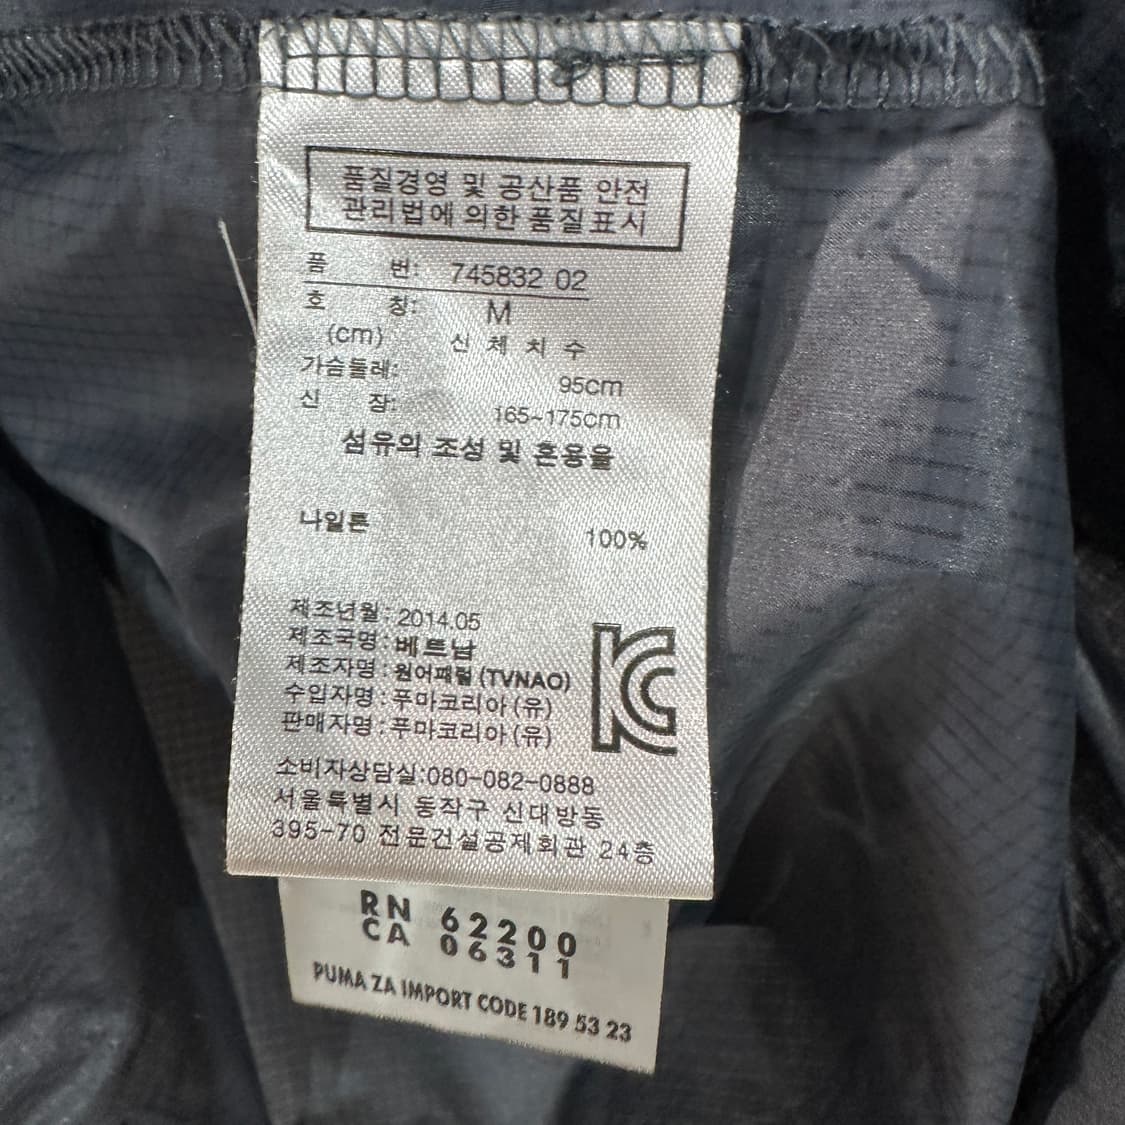 품질경영 및 공산품 안전
관리법에 의한 품질표시
품 번: 745832 02
호 칭: M
(cm) 신 체 치 수
가슴둘레: 95cm
신 장: 165~175cm
섬유의 조성 및 혼용율
나일론 100%
제조년월: 2014.05
제조국명: 베트남
제조자명: 원어패럴 (TVNAO)
수입자명: 푸마코리아 (유)
판매자명: 푸마코리아 (유)
소비자상담실:080-082-0888
서울특별시 동작구 신대방동
395-70 전문건설공제회관 24층
RN 62200
CA 06311
PUMA ZA IMPORT CODE 189 53 23